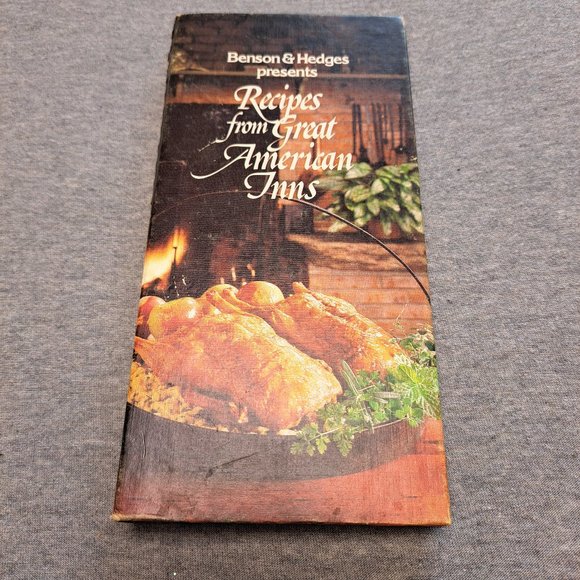 Benson & Hedges
presents
Recipes
from Great
American
Inns